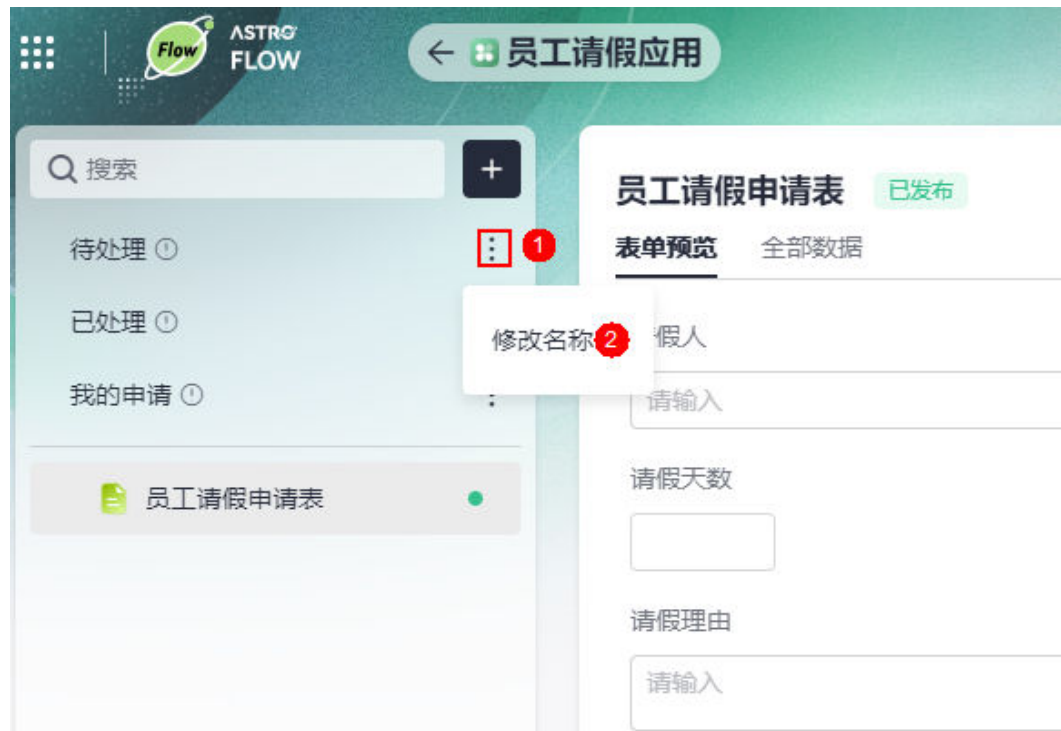 Flow
ASTRO
FLOW
← 员工请假应用
搜索
+
待处理
1
已处理
修改名称 2
我的申请
员工请假申请表
员工请假申请表 已发布
表单预览 全部数据
假人
请输入
请假天数
请假理由
请输入